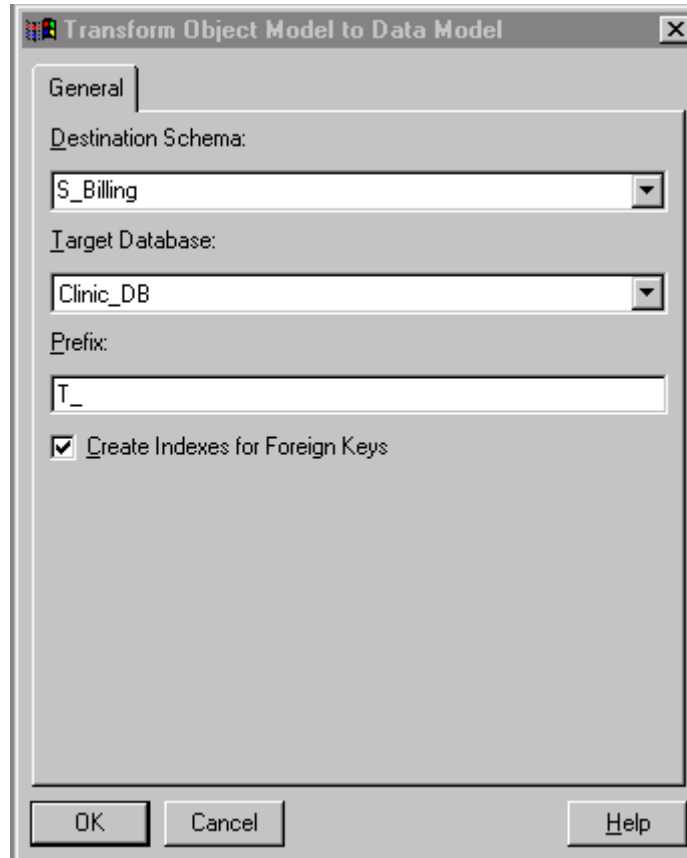 Transform Object Model to Data Model
General
Destination Schema:
S_Billing
Target Database:
Clinic_DB
Prefix:
T_
Create Indexes for Foreign Keys
OK Cancel Help